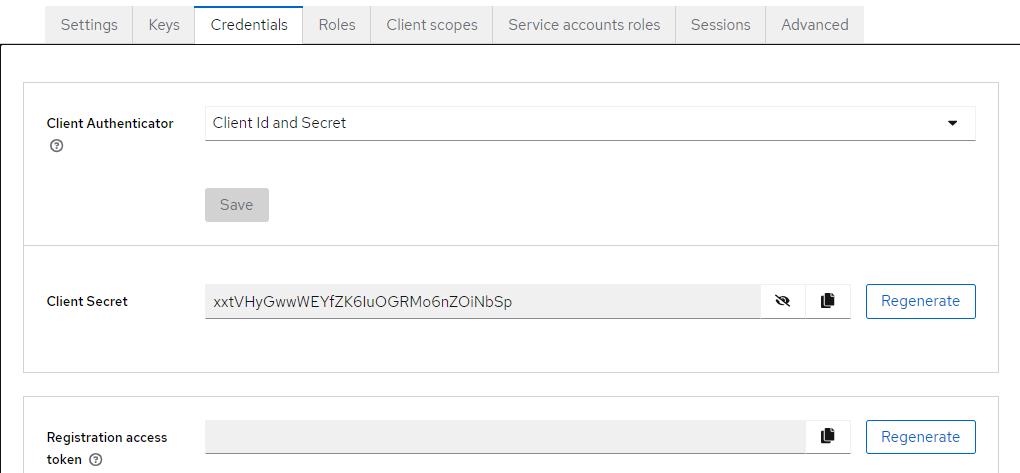 Settings Keys Credentials Roles Client scopes Service accounts roles Sessions Advanced
Client Authenticator
Client Id and Secret
Save
Client Secret
xxtVHyGwwWEYfZK6IuOGRMo6nZOiNbSp
Regenerate
Registration access
token
Regenerate